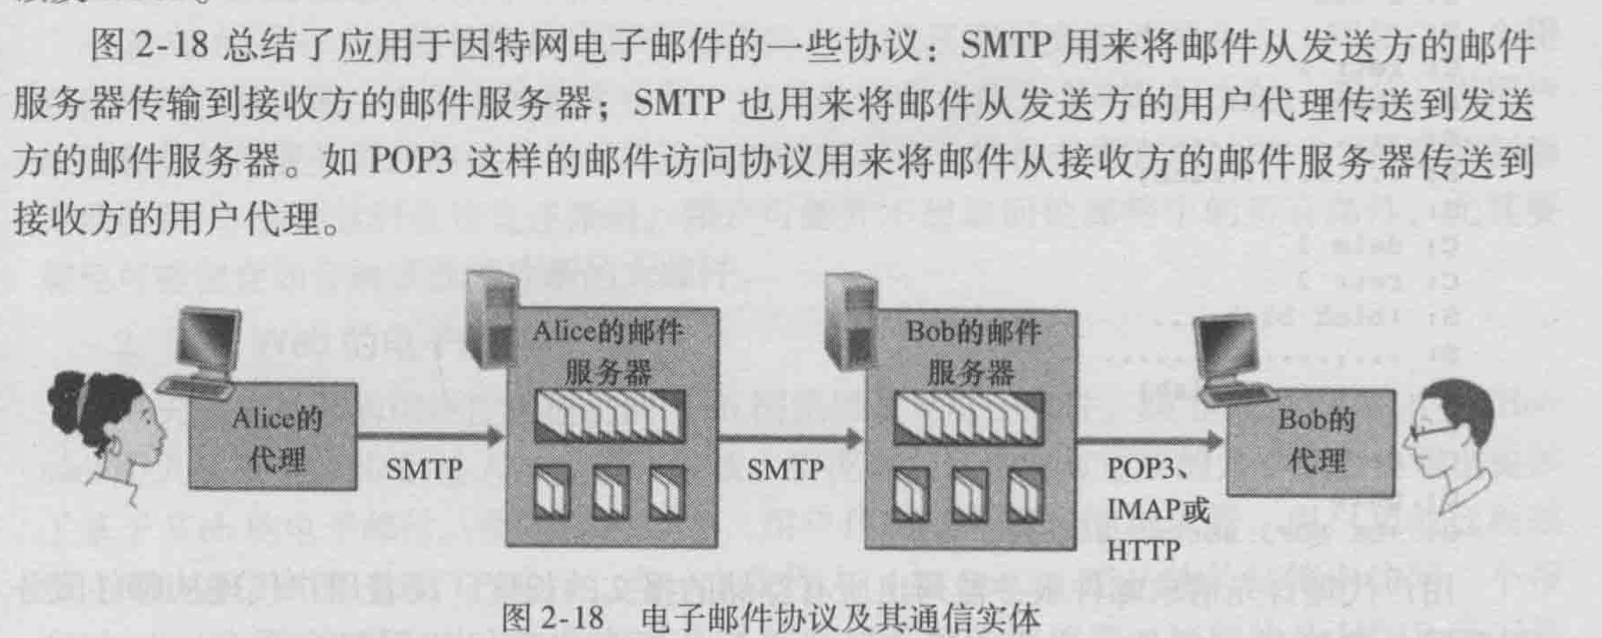 图2-18 总结了应用于因特网电子邮件的一些协议：SMTP 用来将邮件从发送方的邮件
服务器传输到接收方的邮件服务器；SMTP 也用来将邮件从发送方的用户代理传送到发送
方的邮件服务器。如 POP3 这样的邮件访问协议用来将邮件从接收方的邮件服务器传送到
接收方的用户代理。
Alice的
代理
SMTP
Alice的邮件
服务器
SMTP
Bob的邮件
服务器
POP3、
IMAP或
HTTP
Bob的
代理
图2-18 电子邮件协议及其通信实体